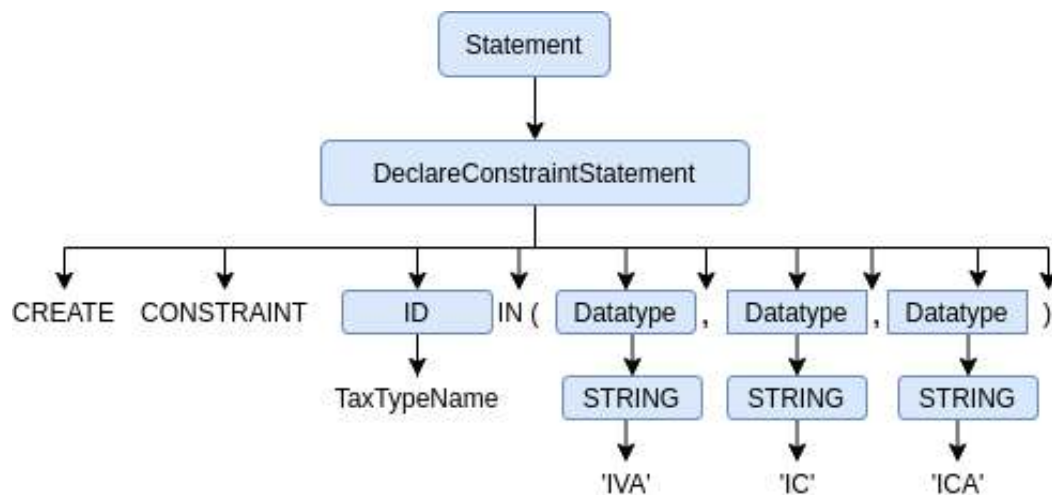 Statement
DeclareConstraintStatement
CREATE CONSTRAINT ID IN ( Datatype , Datatype , Datatype )
TaxTypeName STRING STRING STRING
'IVA' 'IC' 'ICA'